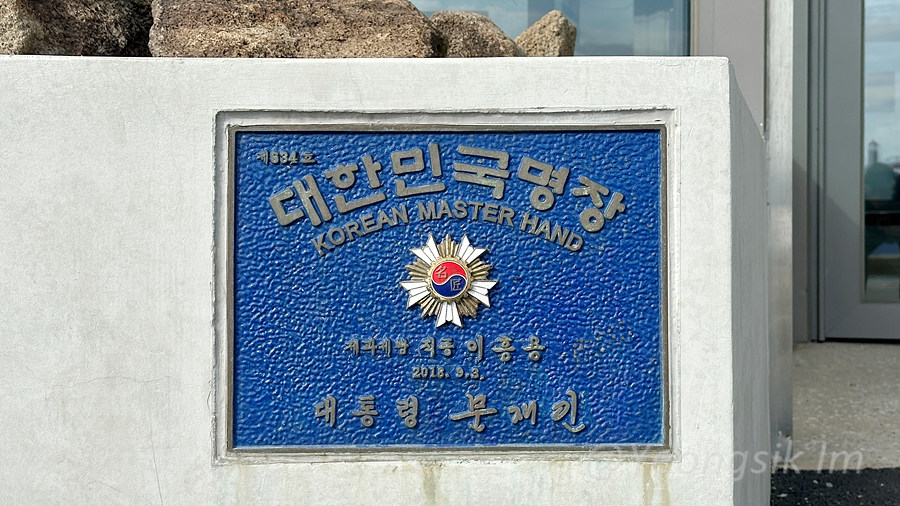 제634호
대한민국명장
KOREAN MASTER HAND
名匠
제과제빵 직종 이흥용
2018. 9. 3.
대통령 문재인
©Yeongsik Im